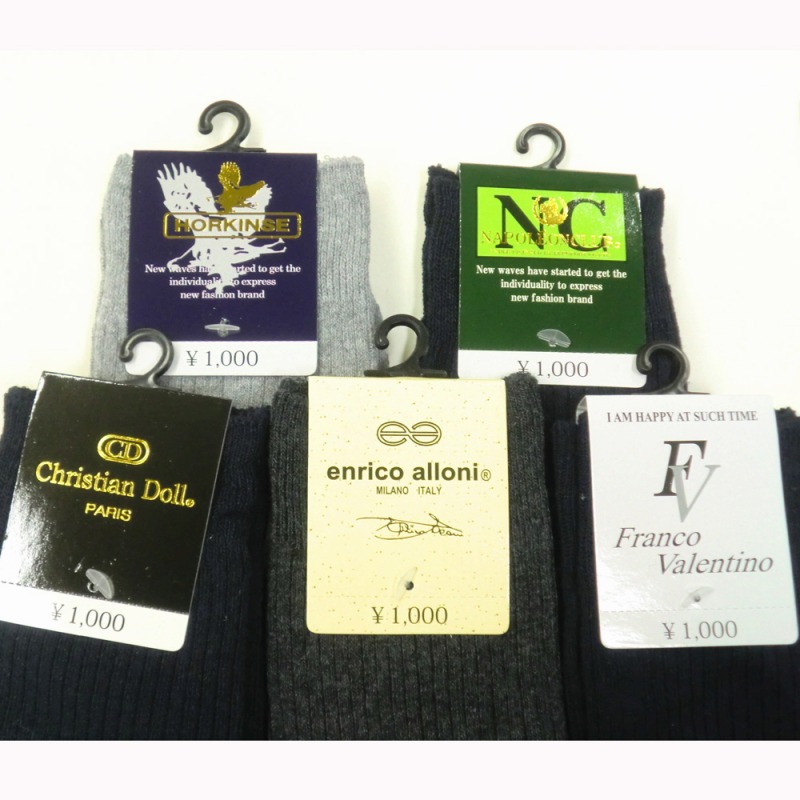 HORKINSE
New waves have started to get the
individuality to express
new fashion brand
¥ 1,000
NC
NAPOLEONCLUB
New waves have started to get the
individuality to express
new fashion brand
¥ 1,000
CD
Christian Doll®
PARIS
¥ 1,000
ee
enrico alloni®
MILANO ITALY
¥ 1,000
I AM HAPPY AT SUCH TIME
FV
Franco
Valentino
¥ 1,000